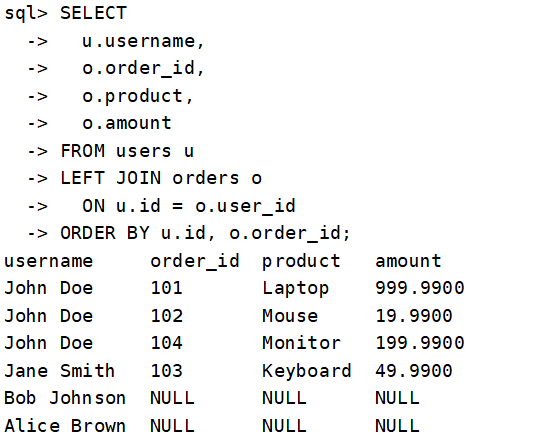 sql> SELECT
  ->   u.username,
  ->   o.order_id,
  ->   o.product,
  ->   o.amount
  -> FROM users u
  -> LEFT JOIN orders o
  ->   ON u.id = o.user_id
  -> ORDER BY u.id, o.order_id;
username     order_id  product   amount
John Doe     101       Laptop    999.9900
John Doe     102       Mouse     19.9900
John Doe     104       Monitor   199.9900
Jane Smith   103       Keyboard  49.9900
Bob Johnson  NULL      NULL      NULL
Alice Brown  NULL      NULL      NULL